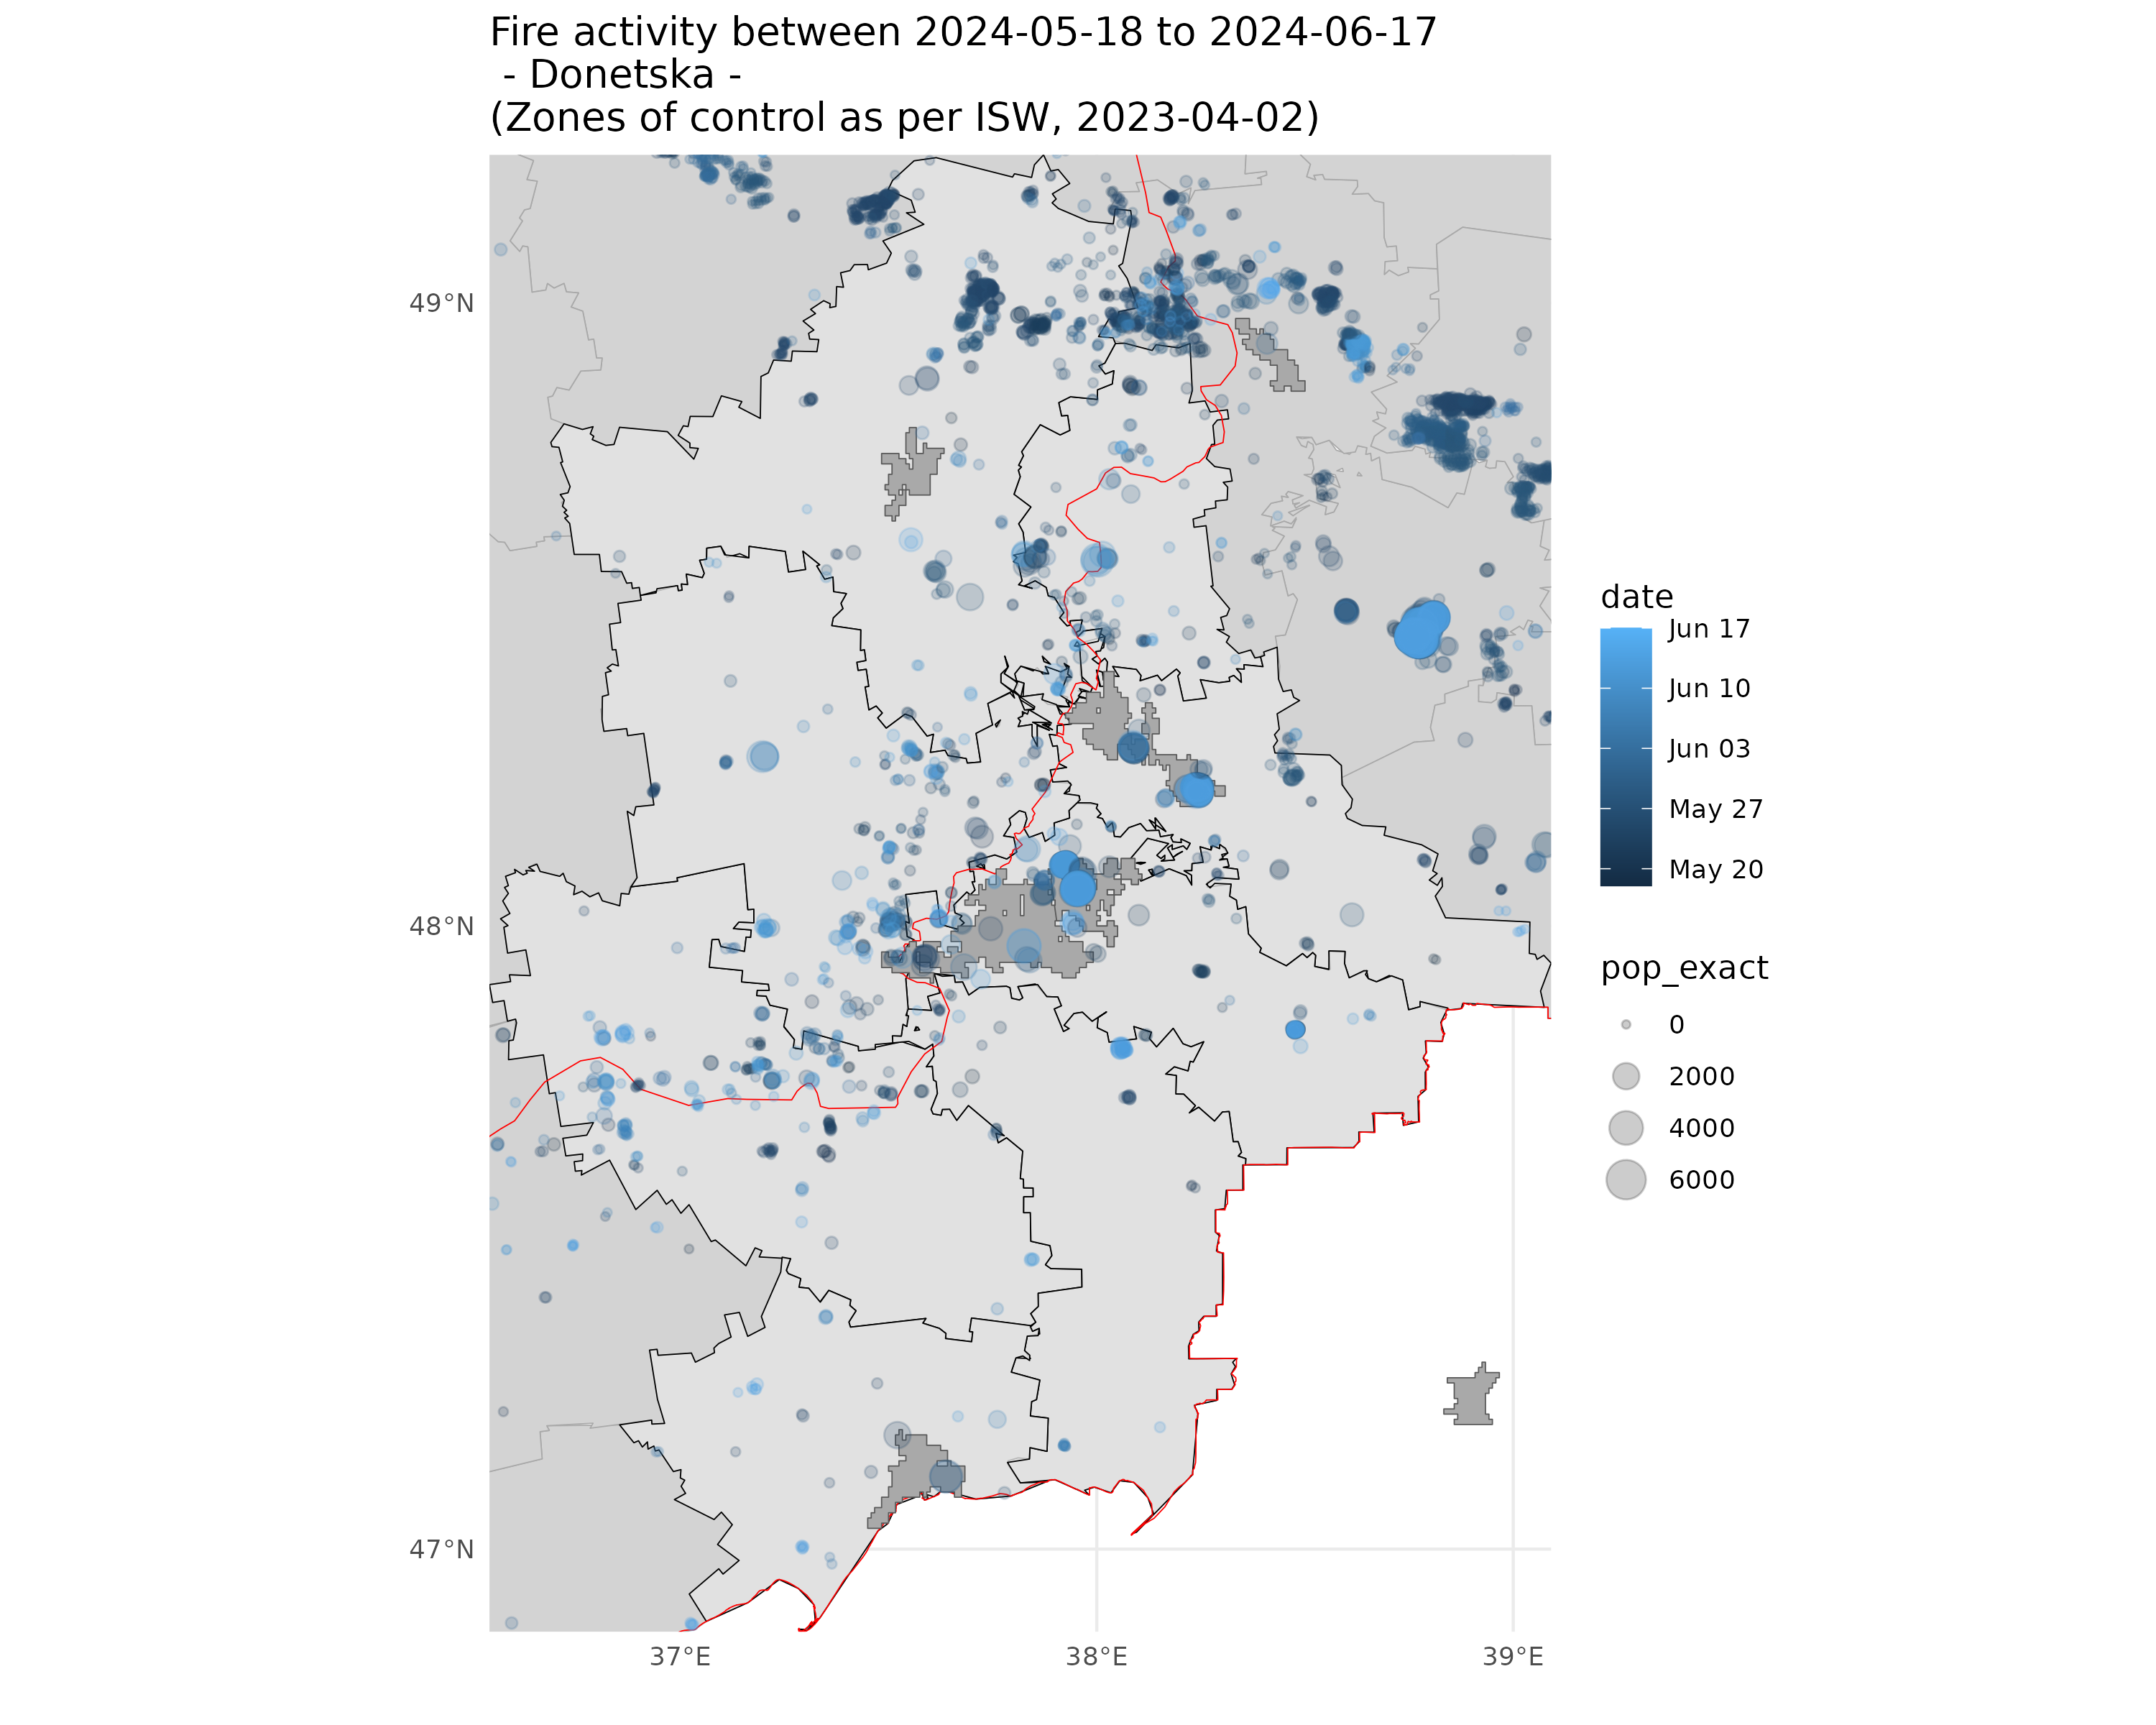 Fire activity between 2024-05-18 to 2024-06-17
- Donetska -
(Zones of control as per ISW, 2023-04-02)
49°N
48°N
47°N
37°E
38°E
39°E
date
Jun 17
Jun 10
Jun 03
May 27
May 20
pop_exact
0
2000
4000
6000